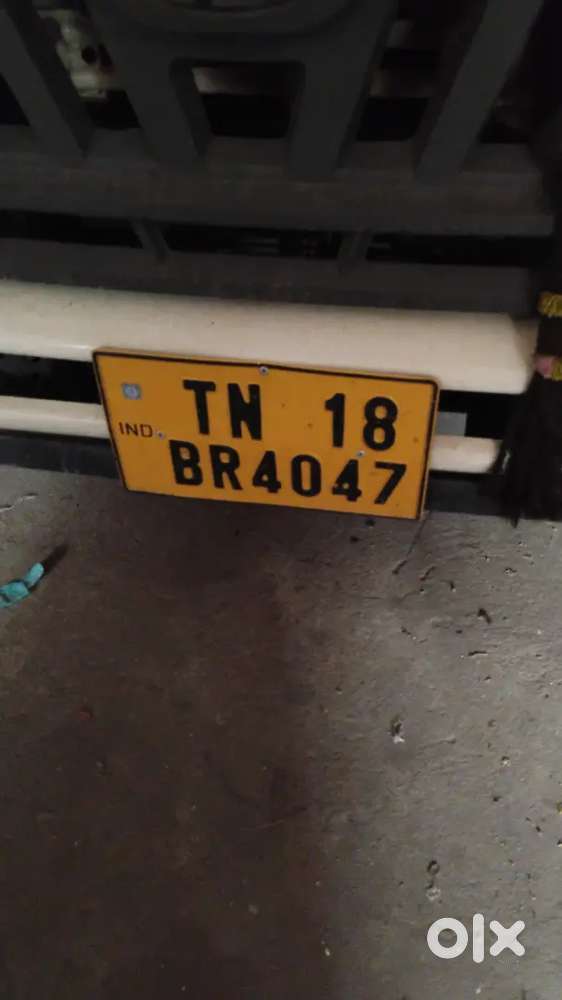 TN 18
IND
BR4047
olx